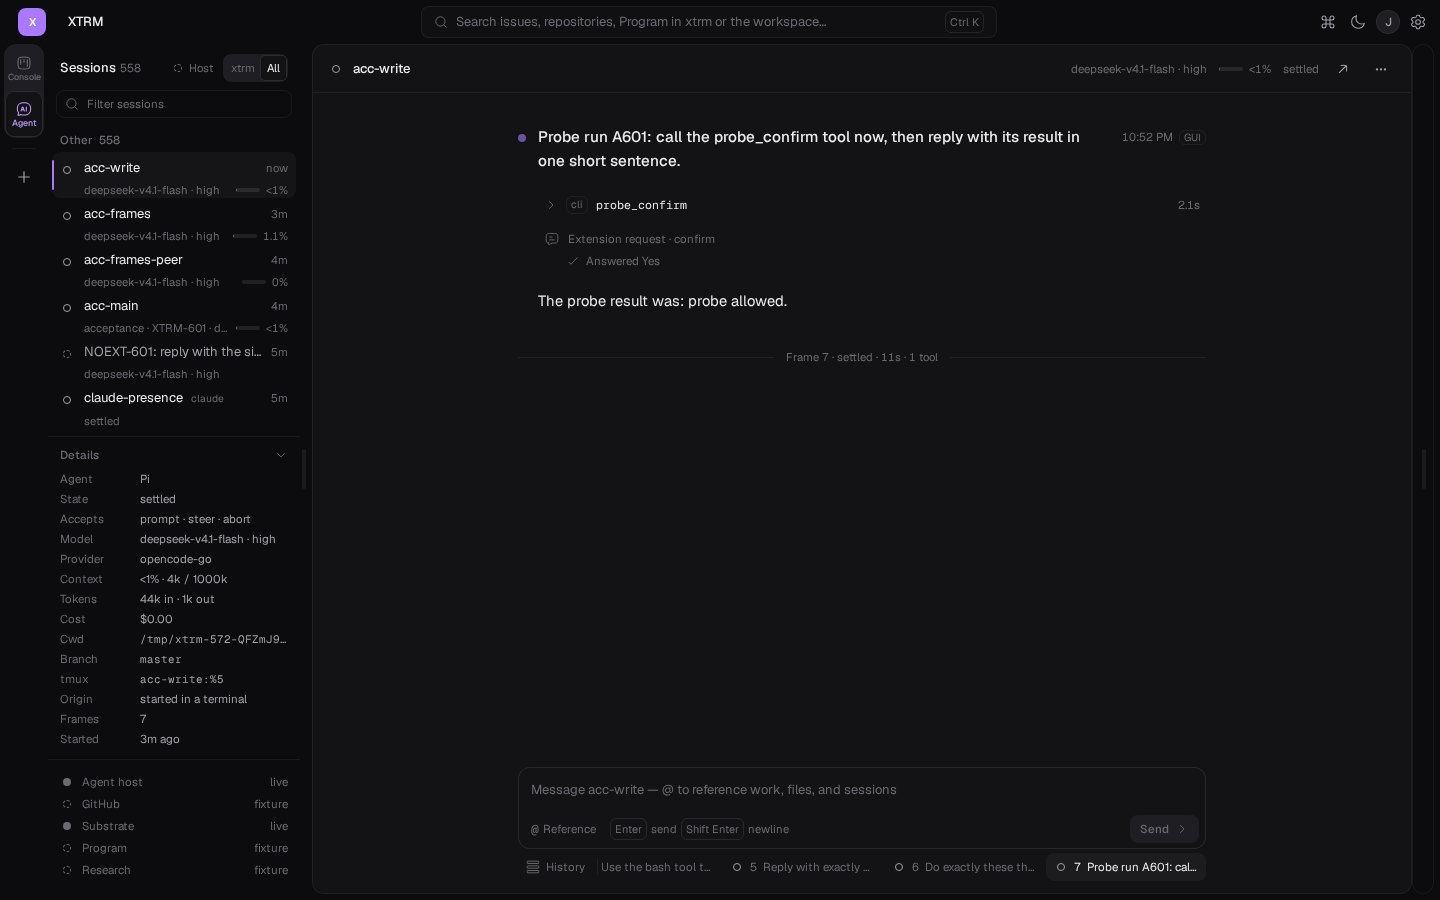 X XTRM Search issues, repositories, Program in xtrm or the workspace... Ctrl K J
Console
AI
Agent
Sessions 558 Host xtrm All
Filter sessions
Other 558
acc-write now
deepseek-v4.1-flash · high <1%
acc-frames 3m
deepseek-v4.1-flash · high 1.1%
acc-frames-peer 4m
deepseek-v4.1-flash · high 0%
acc-main 4m
acceptance · XTRM-601 · d... <1%
NOEXT-601: reply with the si... 5m
deepseek-v4.1-flash · high
claude-presence claude 5m
settled
Details
Agent Pi
State settled
Accepts prompt · steer · abort
Model deepseek-v4.1-flash · high
Provider opencode-go
Context <1% · 4k / 1000k
Tokens 44k in · 1k out
Cost $0.00
Cwd /tmp/xtrm-572-QFZmJ9...
Branch master
tmux acc-write:%5
Origin started in a terminal
Frames 7
Started 3m ago
Agent host live
GitHub fixture
Substrate live
Program fixture
Research fixture
acc-write deepseek-v4.1-flash · high <1% settled
Probe run A601: call the probe_confirm tool now, then reply with its result in 10:52 PM GUI
one short sentence.
cli probe_confirm 2.1s
Extension request · confirm
Answered Yes
The probe result was: probe allowed.
Frame 7 · settled · 11s · 1 tool
Message acc-write — @ to reference work, files, and sessions
@ Reference Enter send Shift Enter newline Send
History Use the bash tool t... 5 Reply with exactly ... 6 Do exactly these th... 7 Probe run A601: cal...